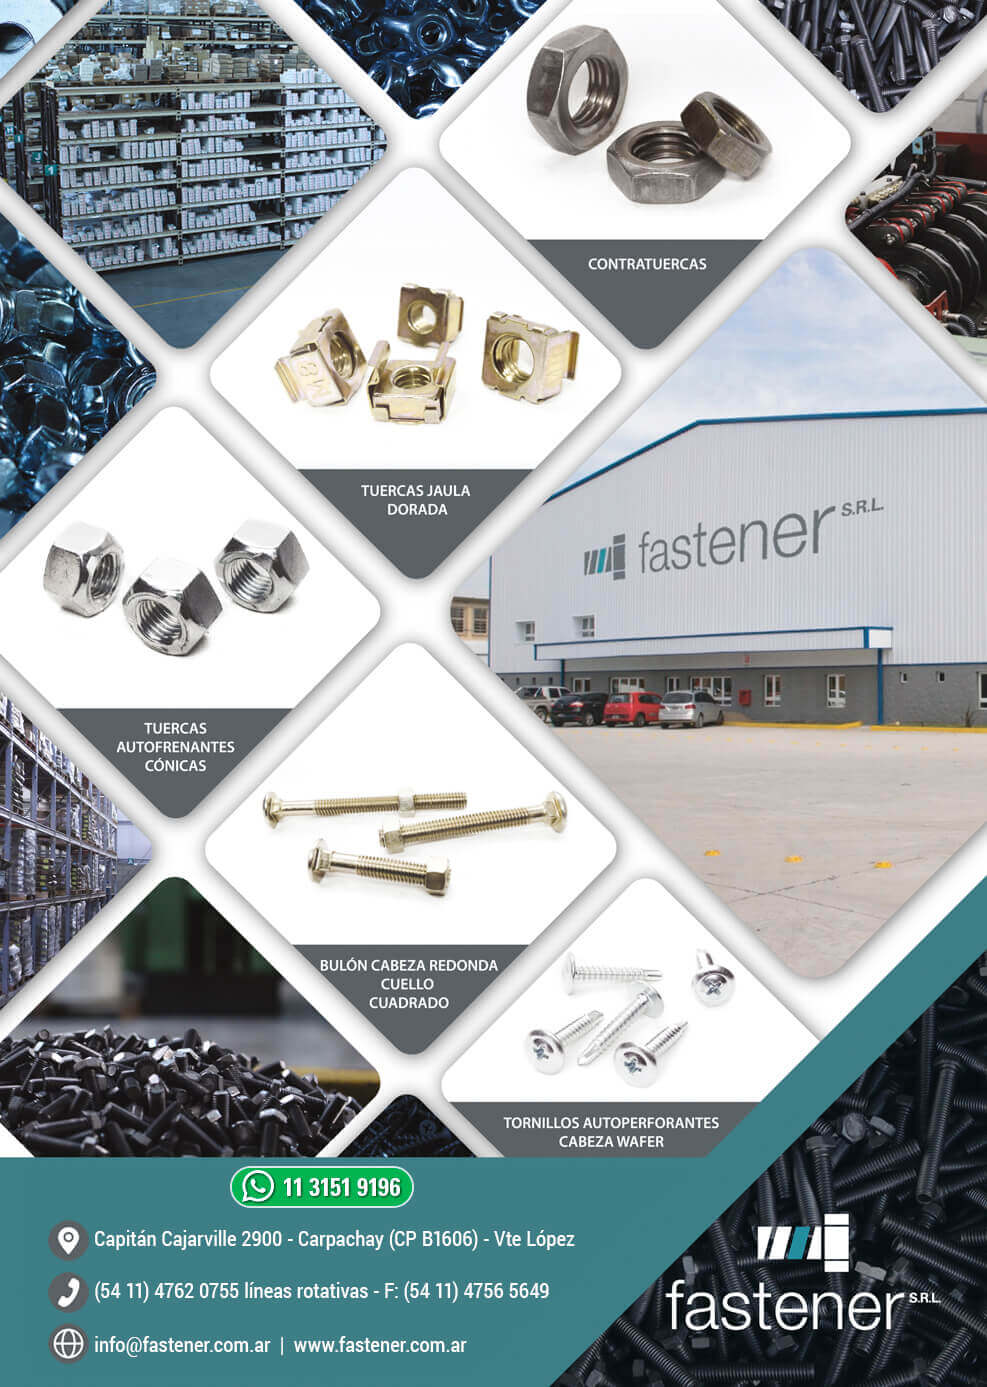 CONTRATUERCAS
TUERCAS JAULA
DORADA
fastener S.R.L.
TUERCAS
AUTOFRENANTES
CÓNICAS
BULÓN CABEZA REDONDA
CUELLO
CUADRADO
TORNILLOS AUTOPERFORANTES
CABEZA WAFER
11 3151 9196
Capitán Cajarville 2900 - Carpachay (CP B1606) - Vte López
(54 11) 4762 0755 líneas rotativas - F: (54 11) 4756 5649
info@fastener.com.ar | www.fastener.com.ar
fastener S.R.L.